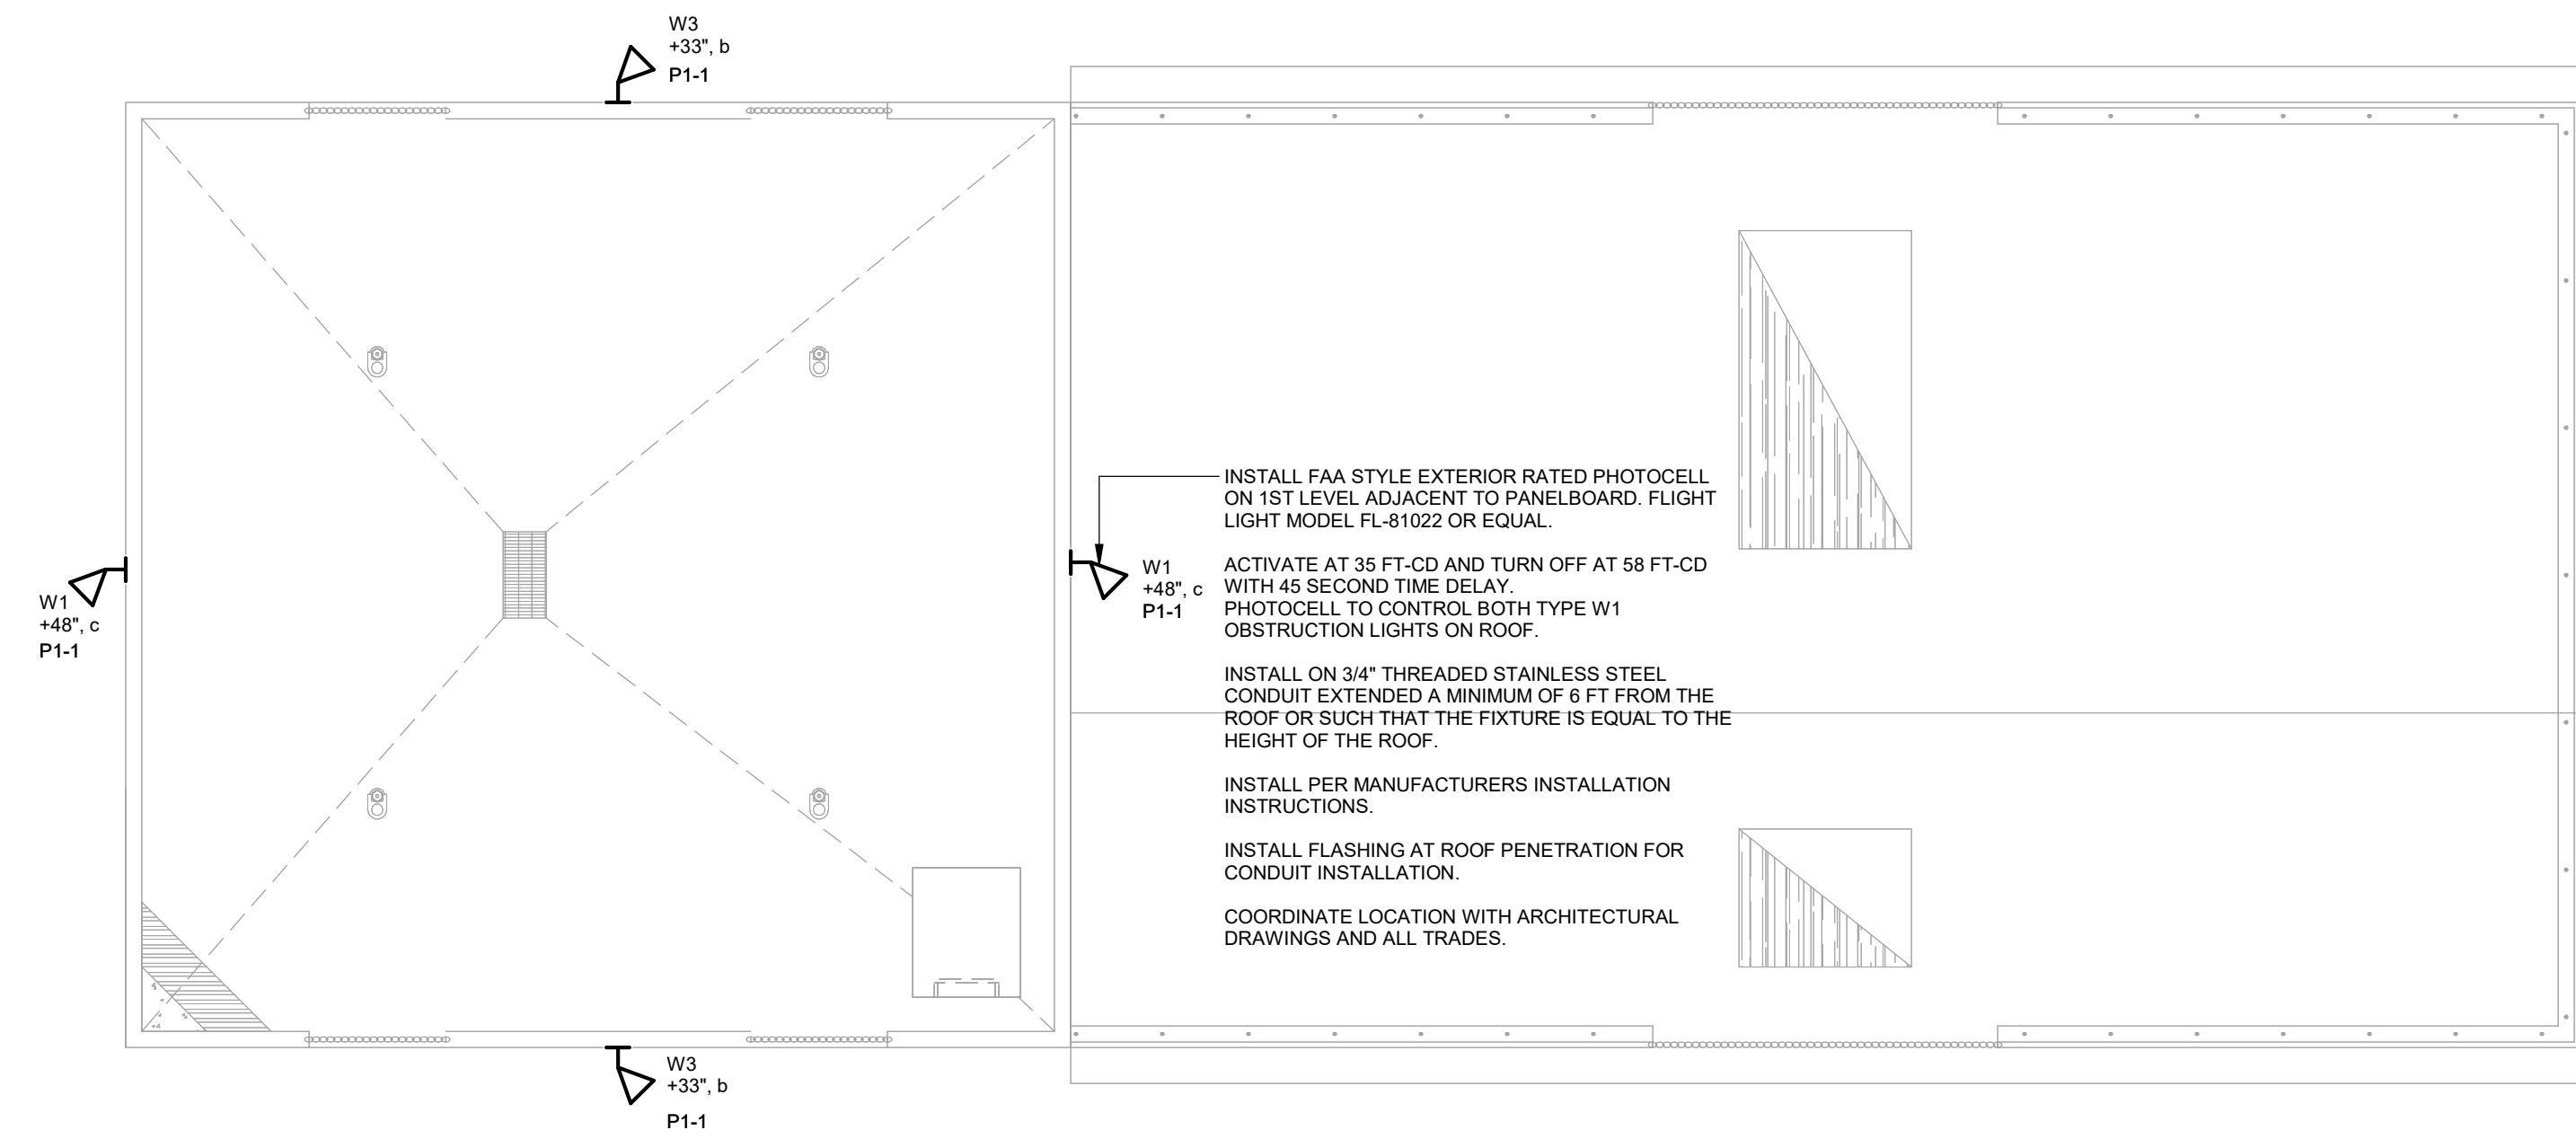 W3
+33", b
P1-1
INSTALL FAA STYLE EXTERIOR RATED PHOTOCELL
ON 1ST LEVEL ADJACENT TO PANELBOARD. FLIGHT
LIGHT MODEL FL-81022 OR EQUAL.
ACTIVATE AT 35 FT-CD AND TURN OFF AT 58 FT-CD
WITH 45 SECOND TIME DELAY.
PHOTOCELL TO CONTROL BOTH TYPE W1
OBSTRUCTION LIGHTS ON ROOF.
INSTALL ON 3/4" THREADED STAINLESS STEEL
CONDUIT EXTENDED A MINIMUM OF 6 FT FROM THE
ROOF OR SUCH THAT THE FIXTURE IS EQUAL TO THE
HEIGHT OF THE ROOF.
INSTALL PER MANUFACTURERS INSTALLATION
INSTRUCTIONS.
INSTALL FLASHING AT ROOF PENETRATION FOR
CONDUIT INSTALLATION.
COORDINATE LOCATION WITH ARCHITECTURAL
DRAWINGS AND ALL TRADES.
W1
+48", c
P1-1
W1
+48", c
P1-1
W3
+33", b
P1-1